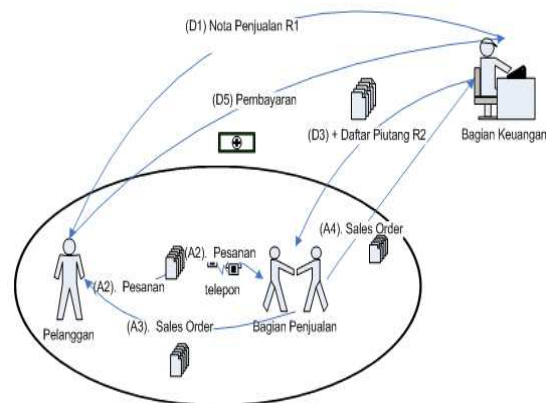 (D1) Nota Penjualan R1
(D5) Pembayaran
(D3) + Daftar Piutang R2
Bagian Keuangan
(A2). Pesanan
(A4). Sales Order
(A2). Pesanan
telepon
(A3). Sales Order
Bagian Penjualan
Pelanggan